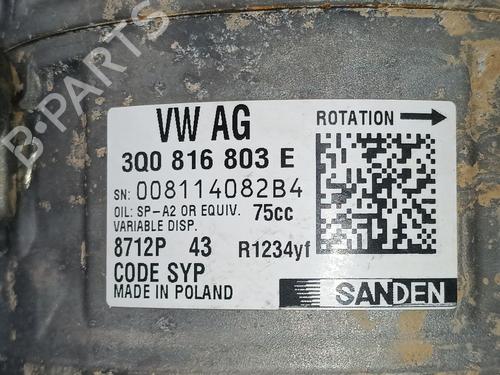 B-PARTS
VW AG
ROTATION
3Q0 816 803 E
SN: 008114082B4
OIL: SP-A2 OR EQUIV. 75cc
VARIABLE DISP.
8712P 43 R1234yf
CODE SYP
MADE IN POLAND
SANDEN